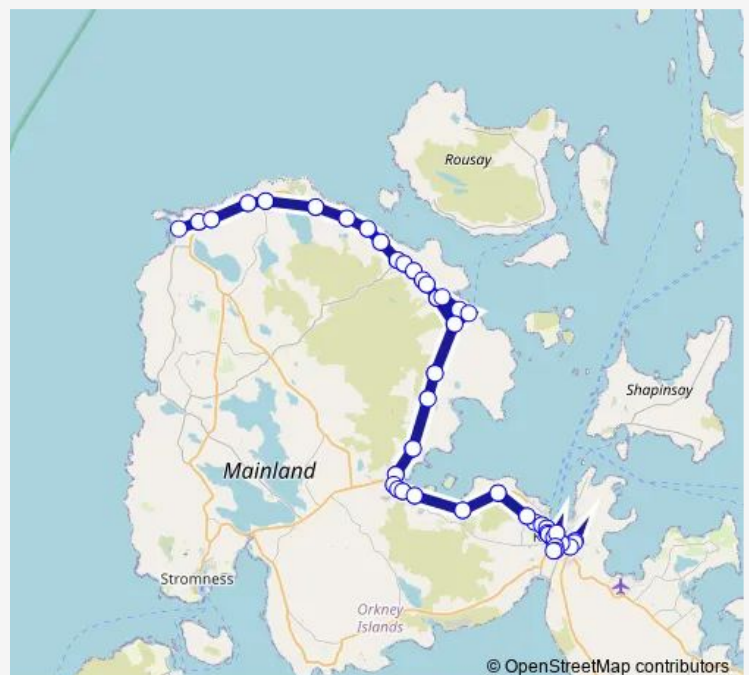 Rousay
Shapinsay
Mainland
Stromness
Orkney
Islands
© OpenStreetMap contributors